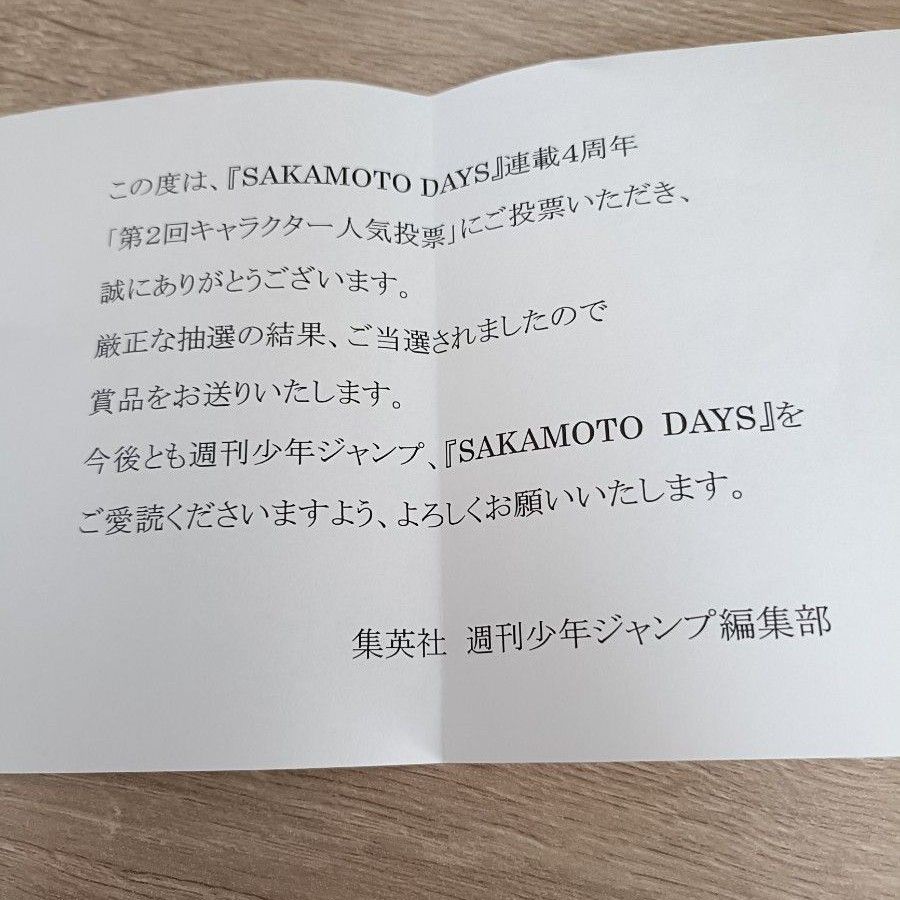 この度は、『SAKAMOTO DAYS』連載4周年
「第2回キャラクター人気投票」にご投票いただき、
誠にありがとうございます。
厳正な抽選の結果、ご当選されましたので
賞品をお送りいたします。
今後とも週刊少年ジャンプ、『SAKAMOTO DAYS』を
ご愛読くださいますよう、よろしくお願いいたします。
集英社 週刊少年ジャンプ編集部